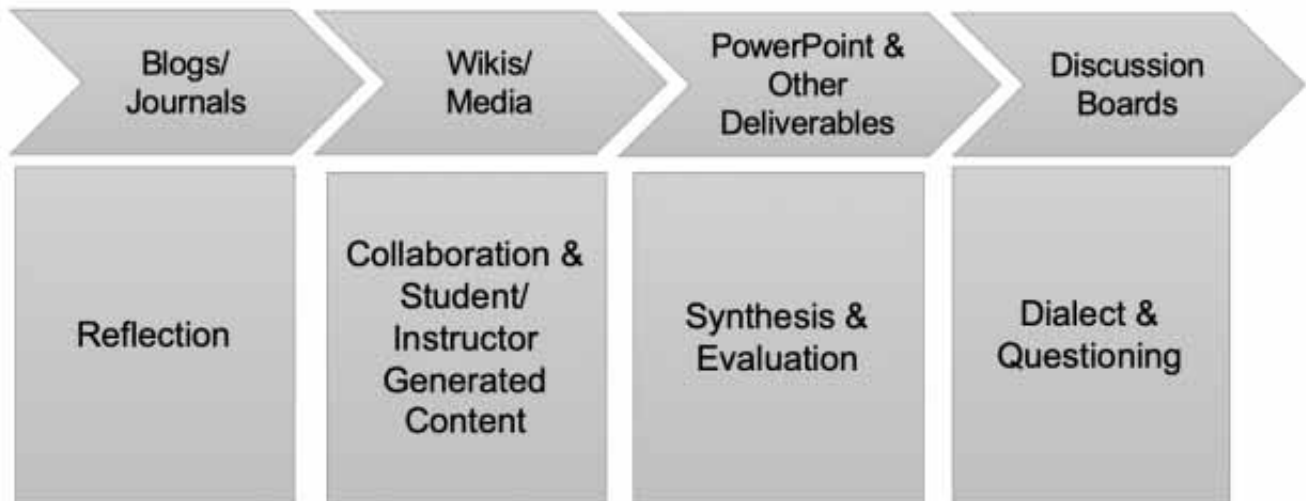 Blogs/
Journals
Wikis/
Media
PowerPoint &
Other
Deliverables
Discussion
Boards
Reflection
Collaboration &
Student/
Instructor
Generated
Content
Synthesis &
Evaluation
Dialect &
Questioning